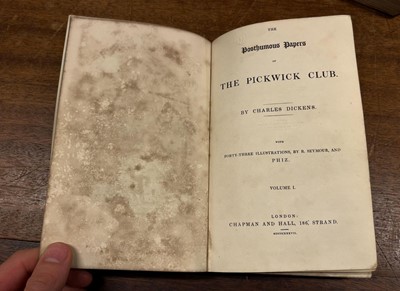 THE
Posthumous Papers
OF
THE PICKWICK CLUB.
BY CHARLES DICKENS.
WITH
FORTY-THREE ILLUSTRATIONS, BY R. SEYMOUR, AND
PHIZ.
VOLUME I.
LONDON:
CHAPMAN AND HALL, 186, STRAND.